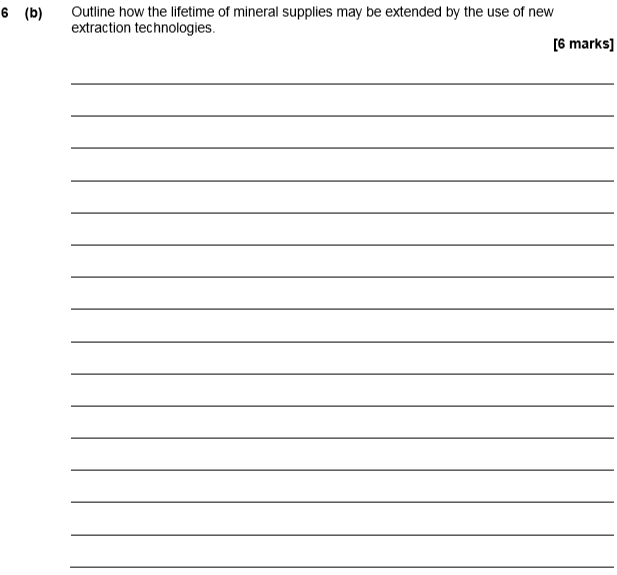 6 (b) Outline how the lifetime of mineral supplies may be extended by the use of new
extraction technologies.
[6 marks]